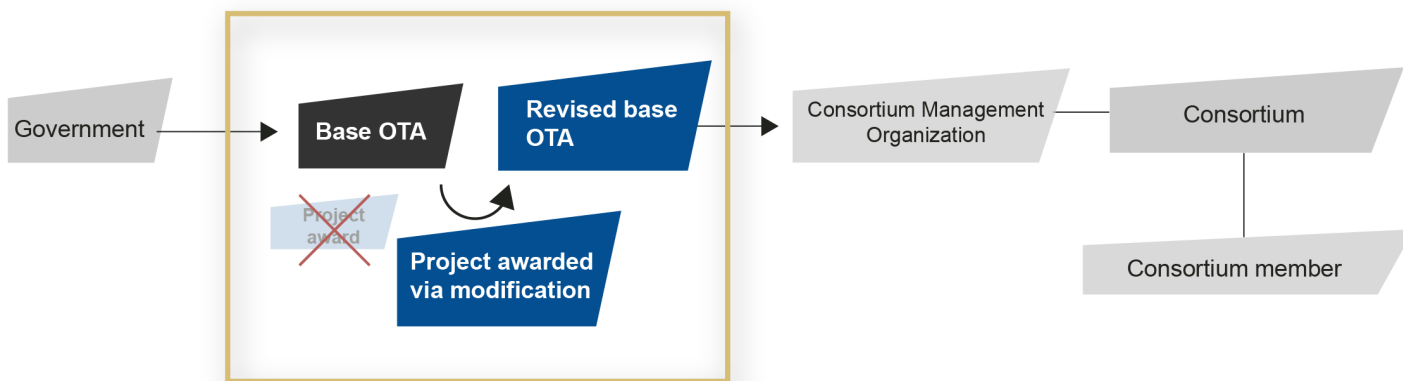 Government
Base OTA
Revised base
OTA
Project
award
Project awarded
via modification
Consortium Management
Organization
Consortium
Consortium member